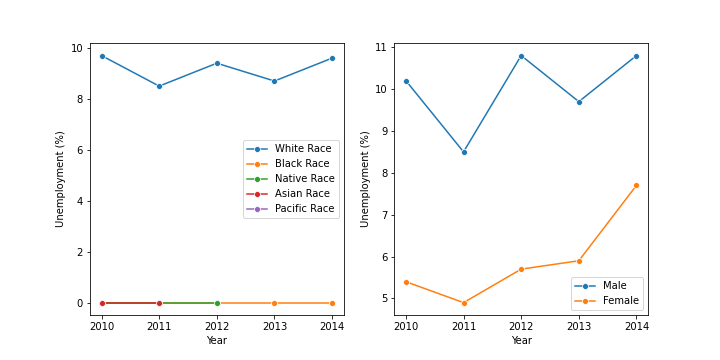 Unemployment (%)
10
8
6
4
2
0
2010 2011 2012 2013 2014
Year
White Race
Black Race
Native Race
Asian Race
Pacific Race
Unemployment (%)
11
10
9
8
7
6
5
2010 2011 2012 2013 2014
Year
Male
Female